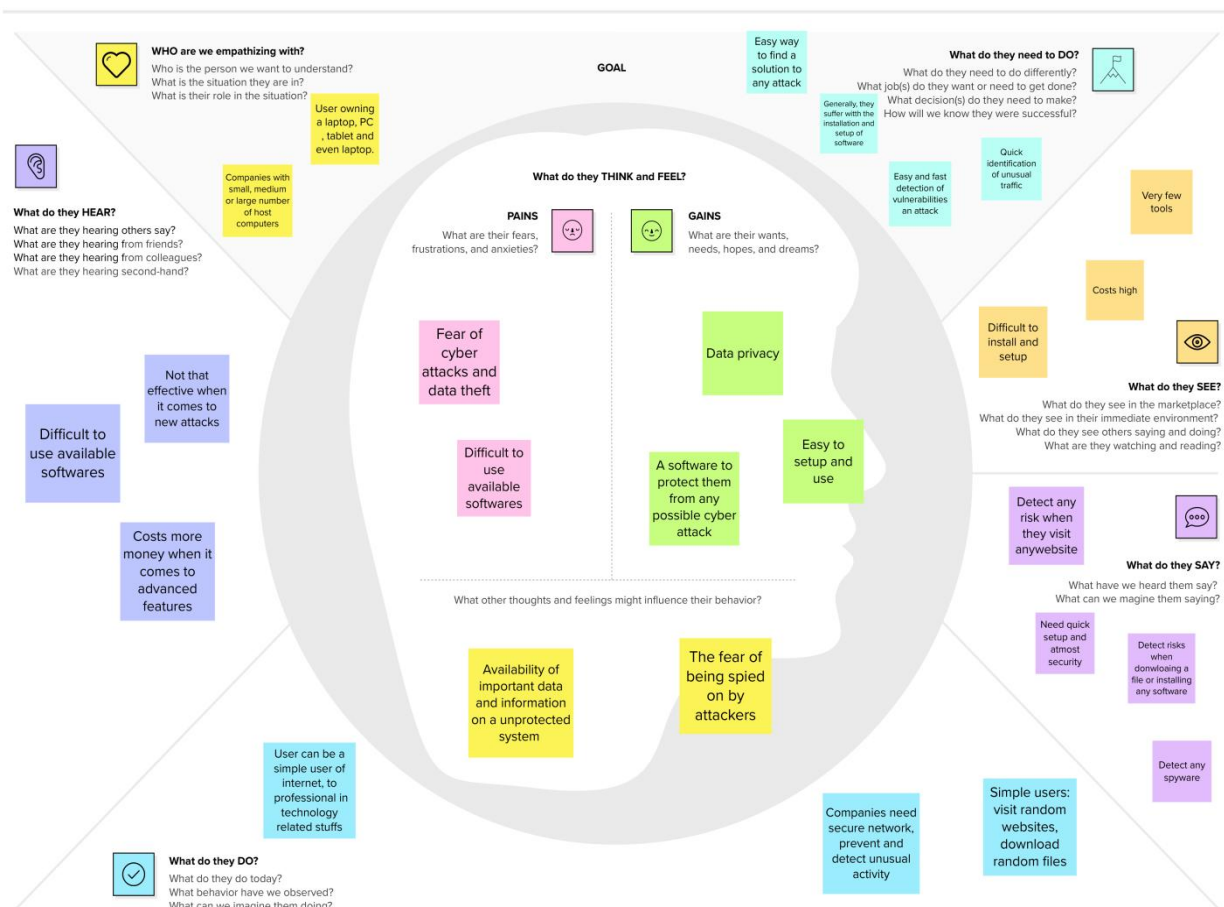 WHO are we empathizing with?
Who is the person we want to understand?
What is the situation they are in?
What is their role in the situation?
User owning
a laptop, PC
, tablet and
even laptop.
Companies with
small, medium
or large number
of host
computers
GOAL
Easy way
to find a
solution to
any attack
What do they need to DO?
What do they need to do differently?
What job(s) do they want or need to get done?
What decision(s) do they need to make?
How will we know they were successful?
Generally, they
suffer with the
installation and
setup of
software
Easy and fast
detection of
vulnerabilities
an attack
Quick
identification
of unusual
traffic
What do they HEAR?
What are they hearing others say?
What are they hearing from friends?
What are they hearing from colleagues?
What are they hearing second-hand?
Not that
effective when
it comes to
new attacks
Difficult to
use available
softwares
Costs more
money when it
comes to
advanced
features
What do they THINK and FEEL?
PAINS
What are their fears,
frustrations, and anxieties?
Fear of
cyber
attacks and
data theft
Difficult to
use
available
softwares
GAINS
What are their wants,
needs, hopes, and dreams?
Data privacy
Easy to
setup and
use
A software to
protect them
from any
possible cyber
attack
What other thoughts and feelings might influence their behavior?
Availability of
important data
and information
on a unprotected
system
The fear of
being spied
on by
attackers
Very few
tools
Costs high
Difficult to
install and
setup
What do they SEE?
What do they see in the marketplace?
What do they see in their immediate environment?
What do they see others saying and doing?
What are they watching and reading?
Detect any
risk when
they visit
anywebsite
What do they SAY?
What have we heard them say?
What can we magine them saying?
Need quick
setup and
atmost
security
Detect risks
when
donwloaing a
file or installing
any software
Detect any
spyware
User can be a
simple user of
internet, to
professional in
technology
related stuffs
What do they DO?
What do they do today?
What behavior have we observed?
What can we imagine them doing?
Companies need
secure network,
prevent and
detect unusual
activity
Simple users:
visit random
websites,
download
random files